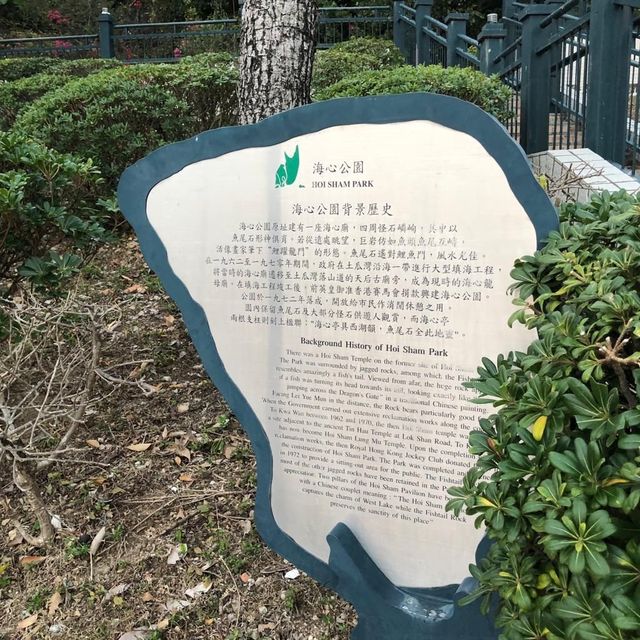 海心公園
HOI SHAM PARK
海心公園背景歷史
海心公園原址建有一座海心廟，四周怪石嶙峋，其中以
魚尾石形神俱肖，若從遠處眺望，巨岩仿如魚頭魚尾互峙，
活像畫家筆下"鯉躍龍門"的形態。魚尾石遙對鯉魚門，風水尤佳。
在一九六二至一九七零年期間，政府在土瓜灣沿海一帶進行大型填海工程，
將當時的海心廟遷移至土瓜灣落山道的天后古廟旁，成為現時的海心龍
母廟。在填海工程竣工後，前英皇御准香港賽馬會捐款興建海心公園。
公園於一九七二年落成，開放給市民作消閒休憩之用。
園內保留魚尾石及大部分怪石供遊人觀賞，而海心亭
兩根支柱則刻上楹聯："海心亭具西湖韻，魚尾石全此地靈"。
Background History of Hoi Sham Park
There was a Hoi Sham Temple on the former site of Hoi
The Park was surrounded by jagged rocks, among which the
resembles amazingly a fish's tail. Viewed from afar, the huge rock
if a fish was turning its head towards its tail, looking exactly like
jumping across the Dragon's Gate" in a traditional Chinese painting.
Facing Lei Yue Mun in the distance, the Rock bears particularly good
When the Government carried out extensive reclamation works along the
To Kwa Wan between 1962 and 1970, the then Hoi Sham Temple was
a site adjacent to the ancient Tin Hau Temple at Lok Shan Road, To
has now become Hoi Sham Lung Mu Temple. Upon the completion
reclamation works, the then Royal Hong Kong Jockey Club donated
the construction of Hoi Sham Park. The Park was completed and
in 1972 to provide a sitting out area for the public. The Fishtail
most of the other jagged rocks have been retained in the Park
appreciation. Two pillars of the Hoi Sham Pavilion have been
with a Chinese couplet meaning : "The Hoi Sham
captures the charm of West Lake while the Fishtail Rock
preserves the sanctity of this place"